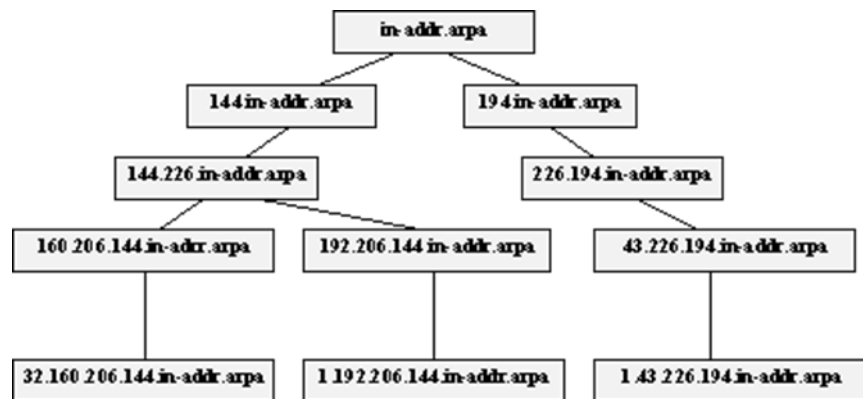 in-addr.arpa
144.in-addr.arpa
194.in-addr.arpa
144.226.in-addr.arpa
226.194.in-addr.arpa
160.206.144.in-adrr.arpa
192.206.144.in-addr.arpa
43.226.194.in-addr.arpa
32.160.206.144.in-addr.arpa
1.192.206.144.in-addr.arpa
1.43.226.194.in-addr.arpa